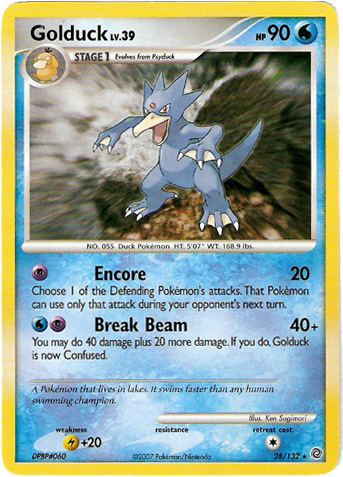 Golduck LV.39 HP 90
STAGE 1 Evolves from Psyduck
NO. 055 Duck Pokémon HT. 5'07" WT. 168.9 lbs.
Encore 20
Choose 1 of the Defending Pokémon's attacks. That Pokémon
can use only that attack during your opponent's next turn.
Break Beam 40+
You may do 40 damage plus 20 more damage. If you do, Golduck
is now Confused.
A Pokémon that lives in lakes. It swims faster than any human
swimming champion.
Illus. Ken Sugimori
weakness resistance retreat cost
+20
DPBP#060 ©2007 Pokémon/Nintendo 28/132 ★